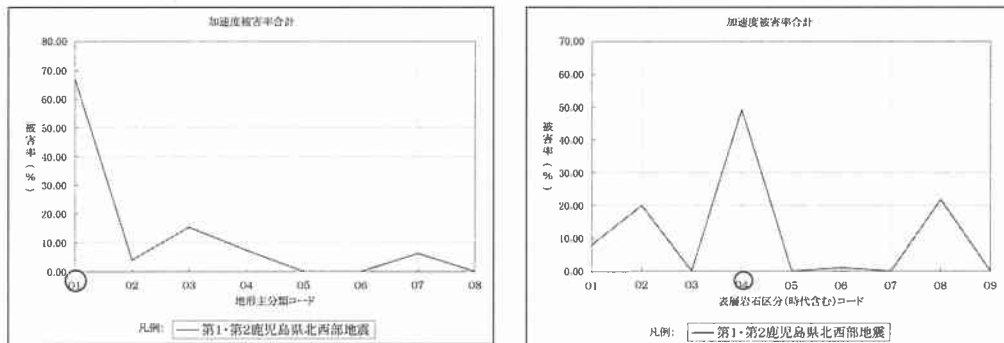 加速度被害率合計
80.00
70.00
60.00
50.00
40.00
30.00
20.00
10.00
0.00
被害率(%)
01 02 03 04 05 06 07 08
地形主分類コード
凡例: 第1・第2鹿児島県北西部地震
加速度被害率合計
70.00
60.00
50.00
40.00
30.00
20.00
10.00
0.00
被害率(%)
01 02 03 04 05 06 07 08 09
表層岩石区分(時代含む)コード
凡例: 第1・第2鹿児島県北西部地震